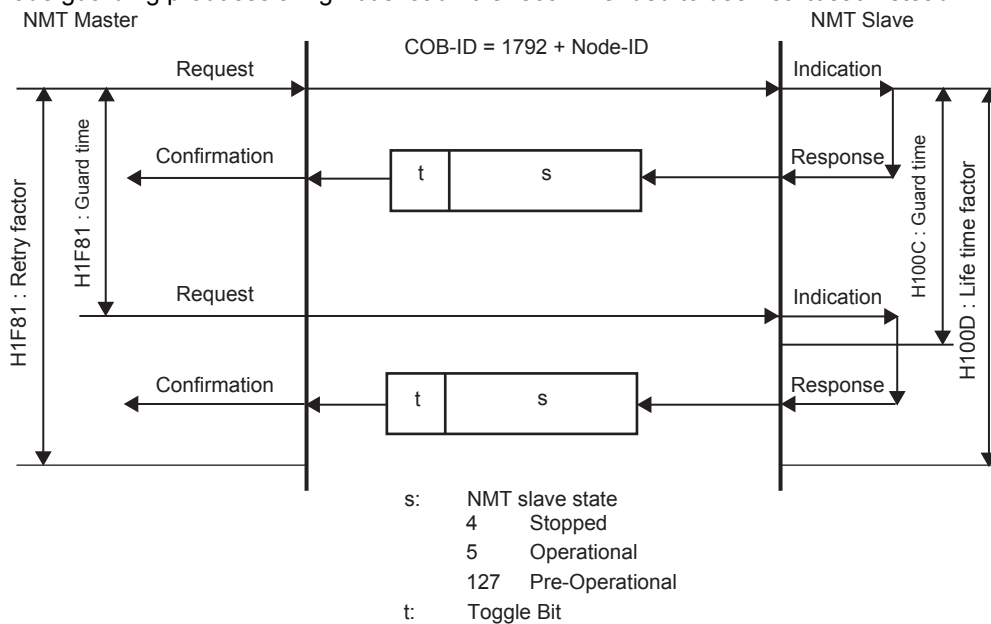 NMT Master
NMT Slave
COB-ID = 1792 + Node-ID
Request
Indication
Confirmation
t
s
Response
H1F81 : Retry factor
H1F81 : Guard time
H100C : Guard time
H100D : Life time factor
Request
Indication
Confirmation
t
s
Response
s: NMT slave state
4 Stopped
5 Operational
127 Pre-Operational
t: Toggle Bit